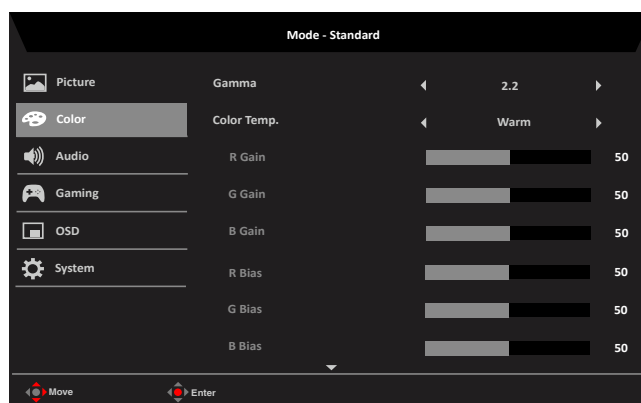 Mode - Standard
Picture
Gamma 2.2
Color
Color Temp. Warm
Audio
R Gain 50
Gaming
G Gain 50
OSD
B Gain 50
System
R Bias 50
G Bias 50
B Bias 50
Move Enter